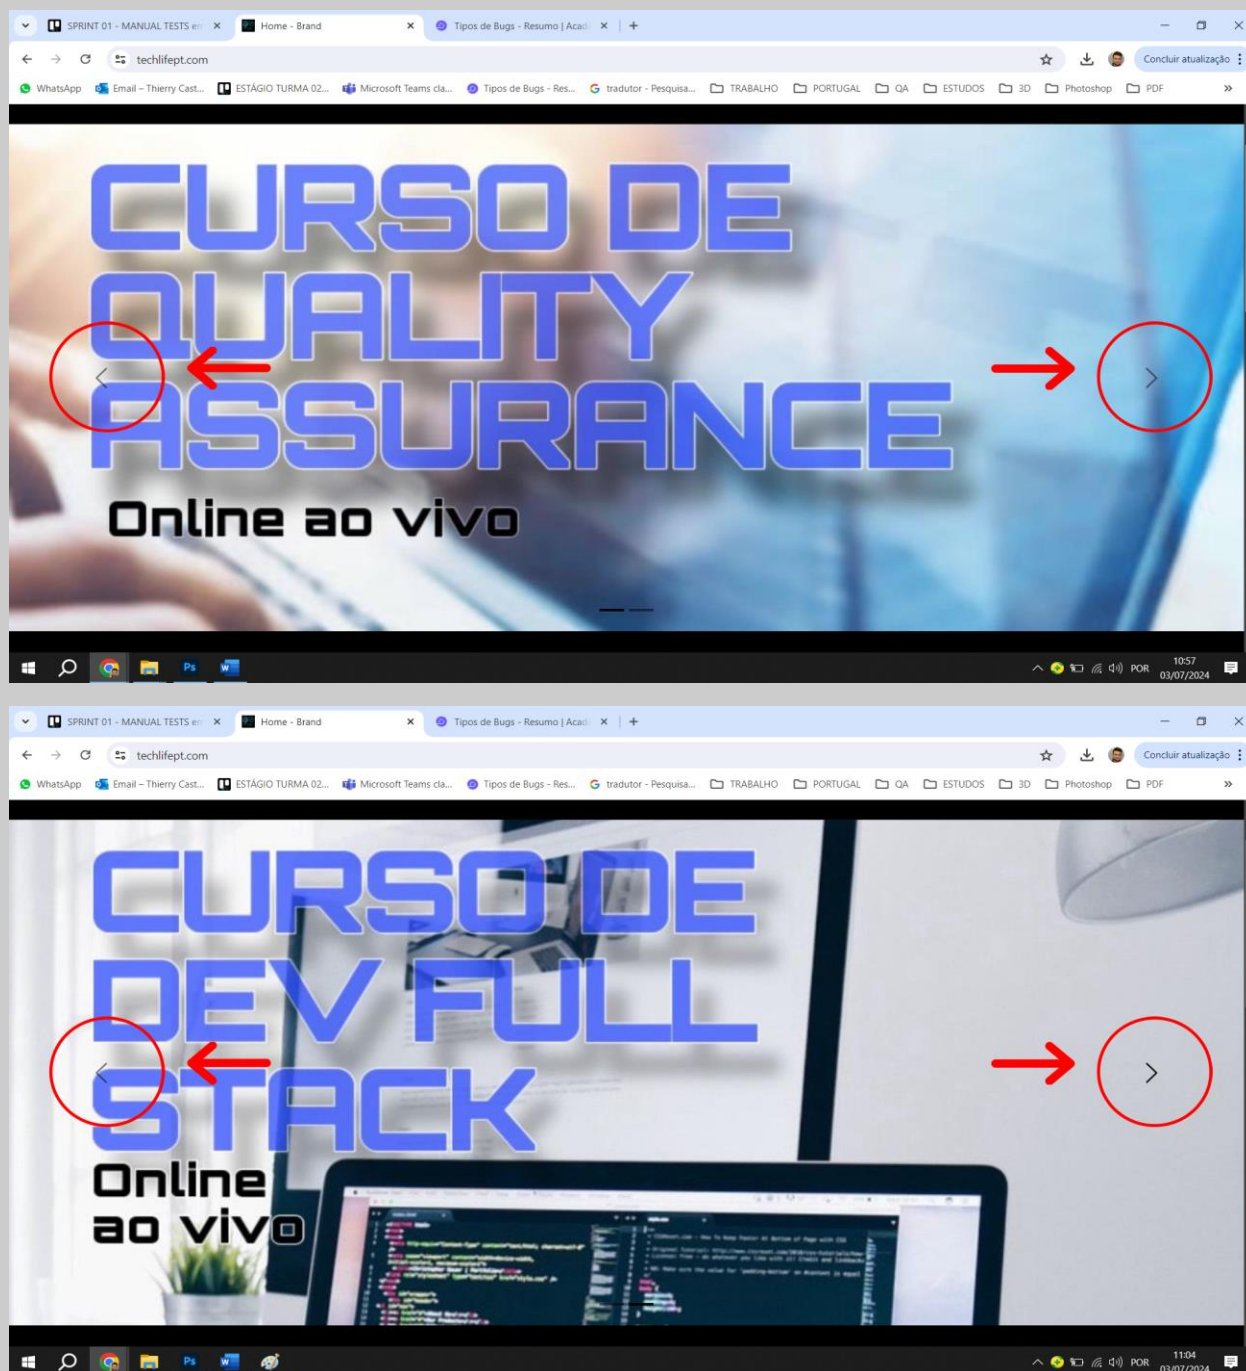 SPRINT 01 - MANUAL TESTS em
Home - Brand
Tipos de Bugs - Resumo | Acad
techlifept.com
Concluir atualização
WhatsApp
Email – Thierry Cast...
ESTÁGIO TURMA 02...
Microsoft Teams cla...
Tipos de Bugs - Res...
tradutor - Pesquisa...
TRABALHO
PORTUGAL
QA
ESTUDOS
3D
Photoshop
PDF
CURSO DE
QUALITY
ASSURANCE
Online ao vivo
Ps
W
POR
10:57
03/07/2024
SPRINT 01 - MANUAL TESTS em
Home - Brand
Tipos de Bugs - Resumo | Acad
techlifept.com
Concluir atualização
WhatsApp
Email – Thierry Cast...
ESTÁGIO TURMA 02...
Microsoft Teams cla...
Tipos de Bugs - Res...
tradutor - Pesquisa...
TRABALHO
PORTUGAL
QA
ESTUDOS
3D
Photoshop
PDF
CURSO DE
DEV FULL
STACK
Online
ao vivo
Ps
W
POR
11:04
03/07/2024